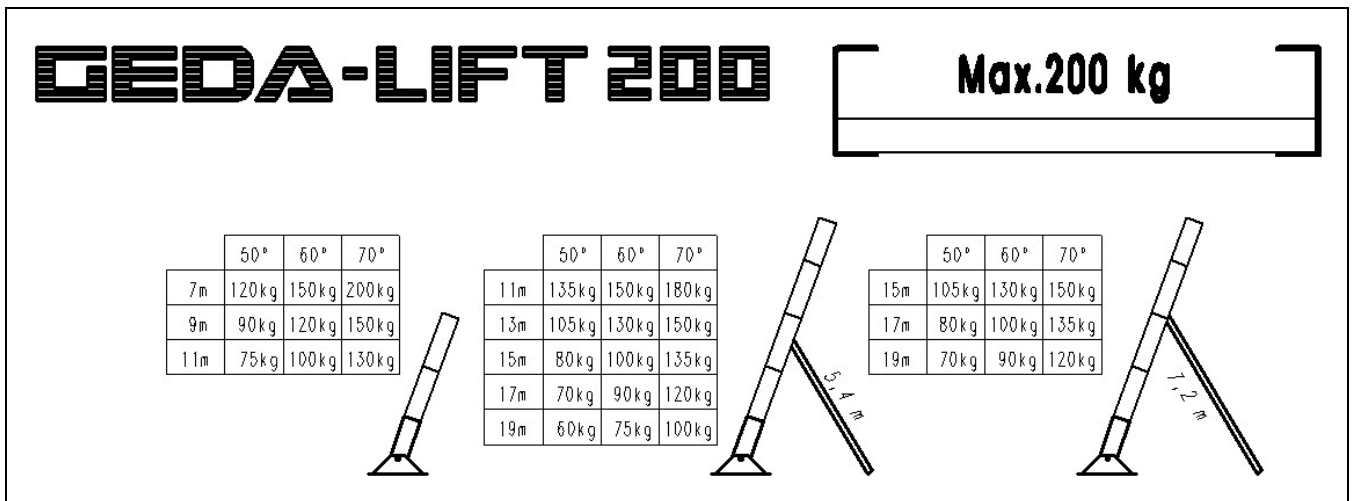 GEDA-LIFT 200
Max.200 kg
50° 60° 70°
7m 120kg 150kg 200kg
9m 90kg 120kg 150kg
11m 75kg 100kg 130kg
50° 60° 70°
11m 135kg 150kg 180kg
13m 105kg 130kg 150kg
15m 80kg 100kg 135kg
17m 70kg 90kg 120kg
19m 60kg 75kg 100kg
5,4 m
50° 60° 70°
15m 105kg 130kg 150kg
17m 80kg 100kg 135kg
19m 70kg 90kg 120kg
7,2 m